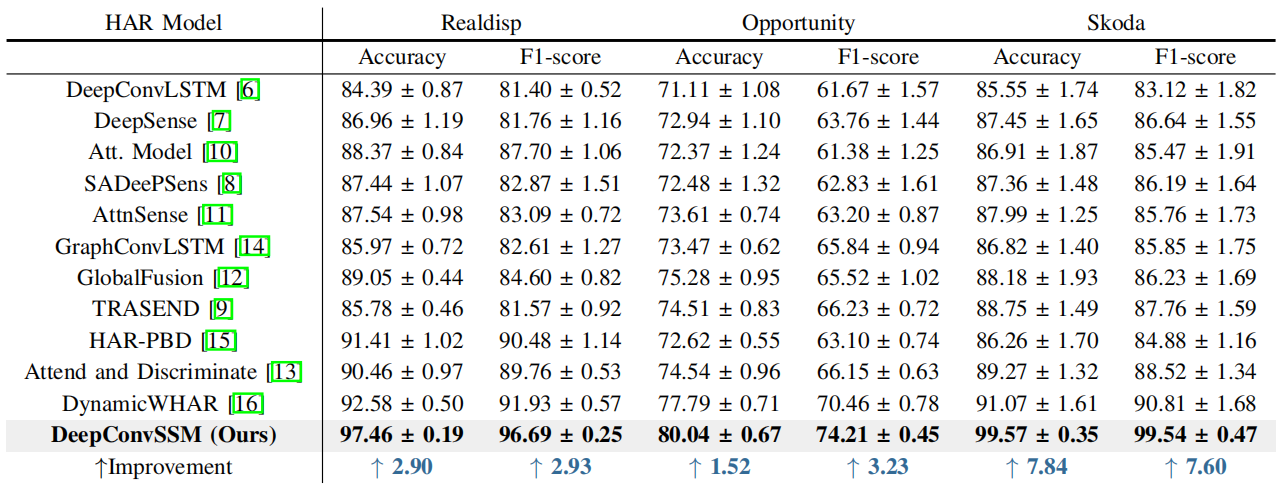 HAR Model Realdisp Opportunity Skoda
Accuracy F1-score Accuracy F1-score Accuracy F1-score
DeepConvLSTM [6] 84.39 ± 0.87 81.40 ± 0.52 71.11 ± 1.08 61.67 ± 1.57 85.55 ± 1.74 83.12 ± 1.82
DeepSense [7] 86.96 ± 1.19 81.76 ± 1.16 72.94 ± 1.10 63.76 ± 1.44 87.45 ± 1.65 86.64 ± 1.55
Att. Model [10] 88.37 ± 0.84 87.70 ± 1.06 72.37 ± 1.24 61.38 ± 1.25 86.91 ± 1.87 85.47 ± 1.91
SADeePSens [8] 87.44 ± 1.07 82.87 ± 1.51 72.48 ± 1.32 62.83 ± 1.61 87.36 ± 1.48 86.19 ± 1.64
AttnSense [11] 87.54 ± 0.98 83.09 ± 0.72 73.61 ± 0.74 63.20 ± 0.87 87.99 ± 1.25 85.76 ± 1.73
GraphConvLSTM [14] 85.97 ± 0.72 82.61 ± 1.27 73.47 ± 0.62 65.84 ± 0.94 86.82 ± 1.40 85.85 ± 1.75
GlobalFusion [12] 89.05 ± 0.44 84.60 ± 0.82 75.28 ± 0.95 65.52 ± 1.02 88.18 ± 1.93 86.23 ± 1.69
TRASEND [9] 85.78 ± 0.46 81.57 ± 0.92 74.51 ± 0.83 66.23 ± 0.72 88.75 ± 1.49 87.76 ± 1.59
HAR-PBD [15] 91.41 ± 1.02 90.48 ± 1.14 72.62 ± 0.55 63.10 ± 0.74 86.26 ± 1.70 84.88 ± 1.16
Attend and Discriminate [13] 90.46 ± 0.97 89.76 ± 0.53 74.54 ± 0.96 66.15 ± 0.63 89.27 ± 1.32 88.52 ± 1.34
DynamicWHAR [16] 92.58 ± 0.50 91.93 ± 0.57 77.79 ± 0.71 70.46 ± 0.78 91.07 ± 1.61 90.81 ± 1.68
DeepConvSSM (Ours) 97.46 ± 0.19 96.69 ± 0.25 80.04 ± 0.67 74.21 ± 0.45 99.57 ± 0.35 99.54 ± 0.47
↑Improvement ↑ 2.90 ↑ 2.93 ↑ 1.52 ↑ 3.23 ↑ 7.84 ↑ 7.60